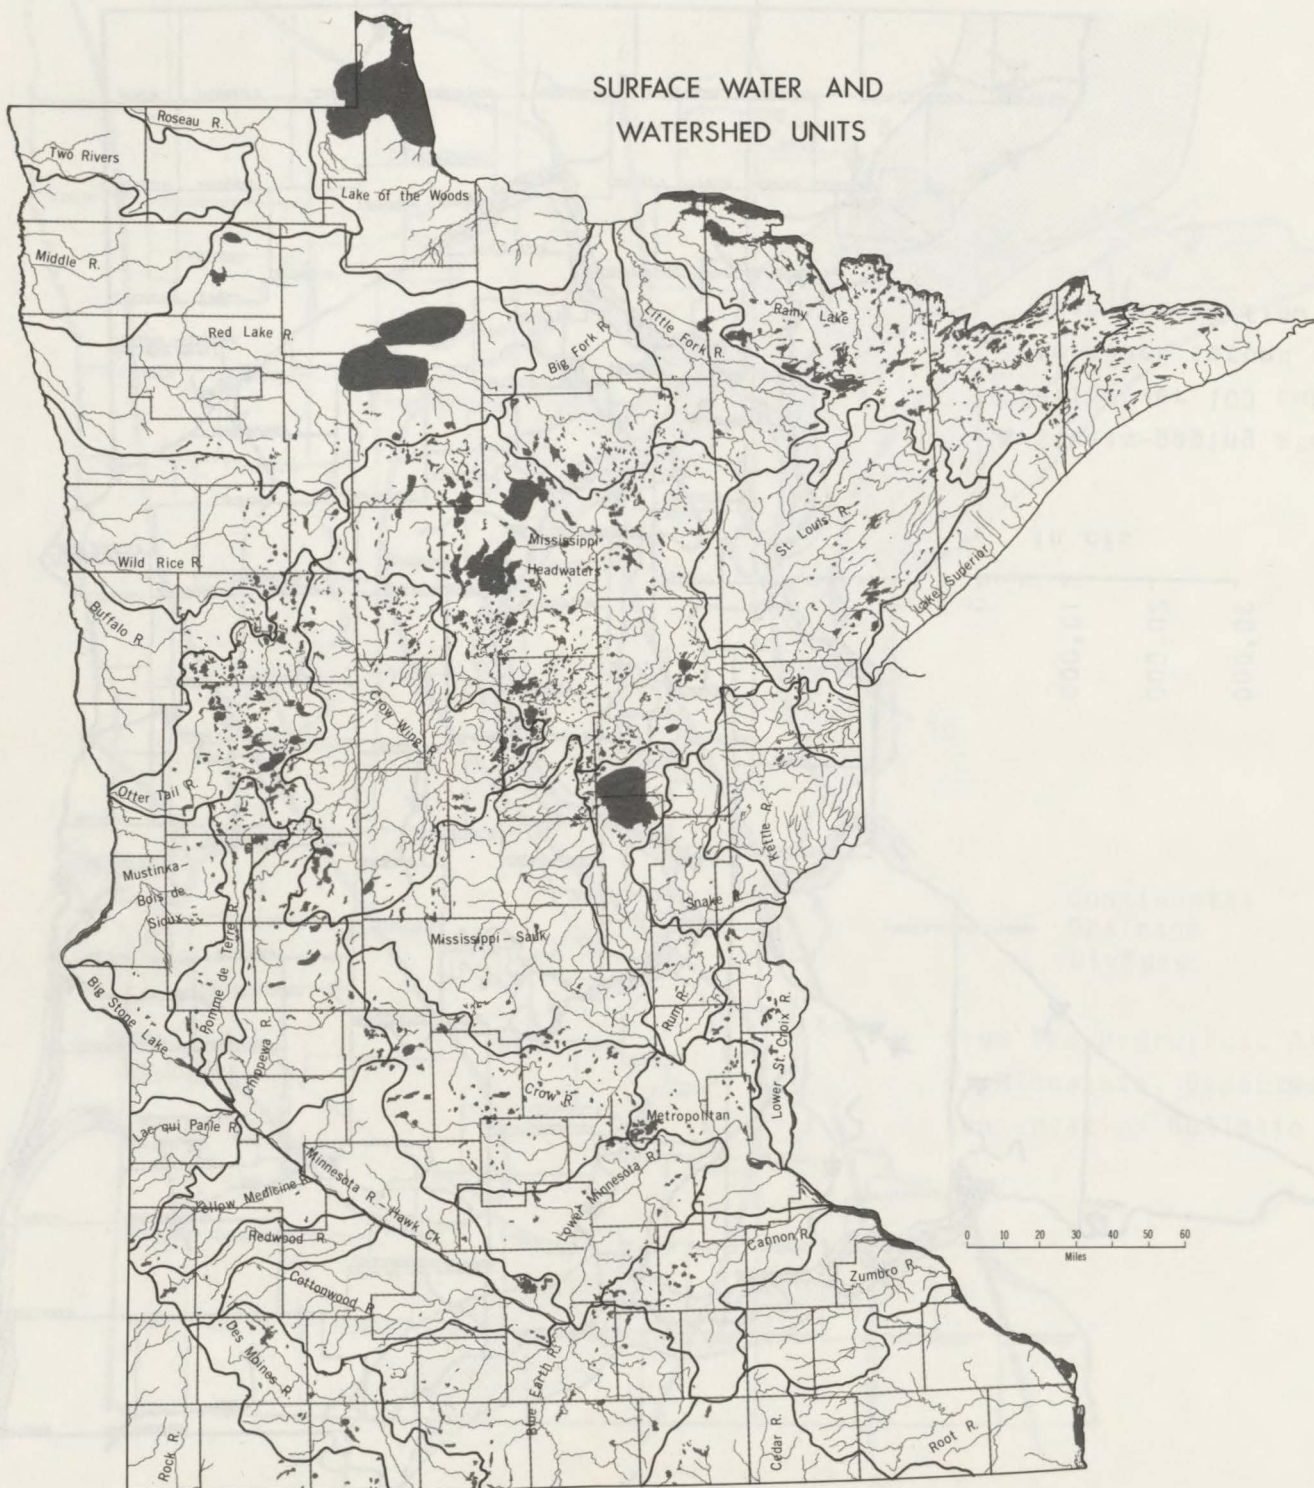 SURFACE WATER AND
WATERSHED UNITS
Roseau R.
Two Rivers
Lake of the Woods
Middle R.
Red Lake R.
Big Fork R.
Little Fork R.
Rainy Lake
St. Louis R.
Mississippi
Headwaters
Wild Rice R.
Lake Superior
Buffalo R.
Crow Wing R.
Otter Tail R.
Kettle R.
Mustinka-
Bois de
Sioux
Pomme de Terre R.
Snake R.
Mississippi-Sauk
Big Stone Lake
Chippewa R.
Rum R.
Lower St. Croix R.
Crow R.
Metropolitan
Lac qui Parle R.
Minnesota R.-Hawk Ck.
Yellow Medicine R.
Lower Minnesota R.
Redwood R.
Cannon R.
Cottonwood R.
Zumbro R.
0 10 20 30 40 50 60
Miles
Des Moines R.
Blue Earth R.
Rock R.
Cedar R.
Root R.